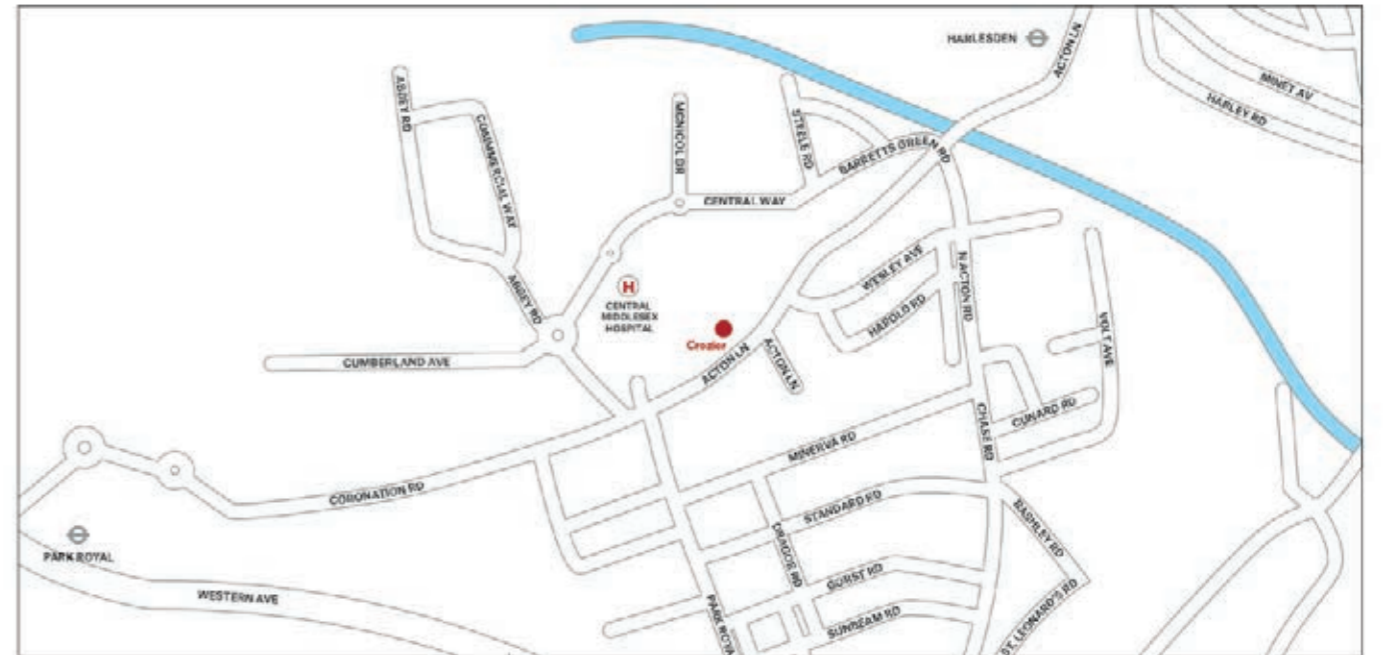 HARLESDEN
ACTON LN
MINET AV
HARLEY RD
ABBEY RD
COMMMERCIAL WAY
MCNICOL DR
STEELE RD
BARRETTS GREEN RD
CENTRAL WAY
ABBEY RD
H
CENTRAL
MIDDLESEX
HOSPITAL
WESLEY AVE
HAROLD RD
N ACTON RD
VOLT AVE
Crozier
ACTON LN
ACTON LN
CUMBERLAND AVE
CUNARD RD
CHASE RD
MINERVA RD
CORONATION RD
STANDARD RD
PARK ROYAL
DRAGOR RD
BASHLEY RD
GORST RD
WESTERN AVE
SUNBEAM RD
PARK ROYA
ST. LEONARD'S RD